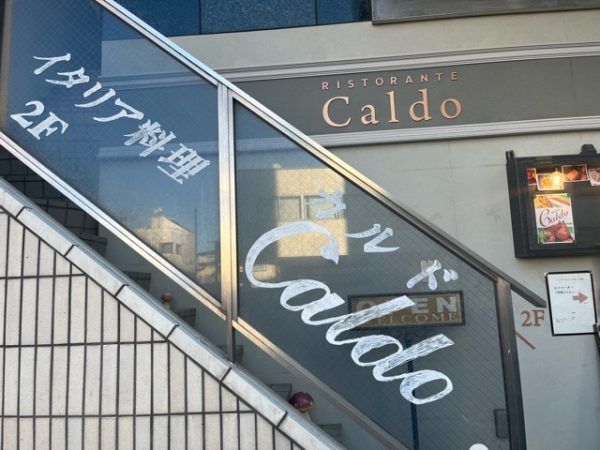 イタリア料理
2F
RISTORANTE
Caldo
カルド
Caldo
Caldo
OPEN
WELCOME
2F